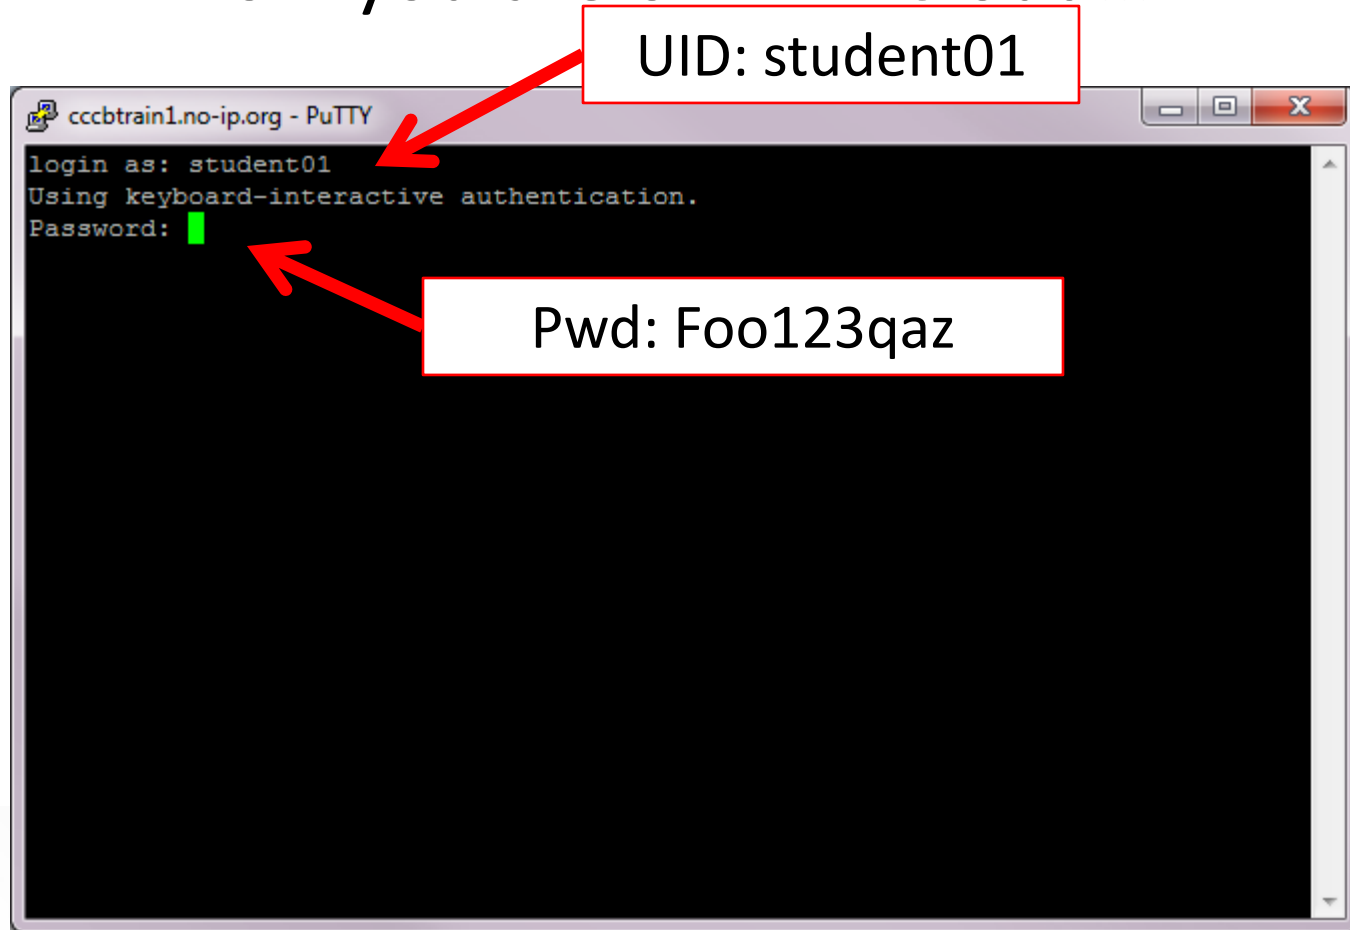 UID: student01
cccbtrain1.no-ip.org - PuTTY
login as: student01
Using keyboard-interactive authentication.
Password:
Pwd: Foo123qaz